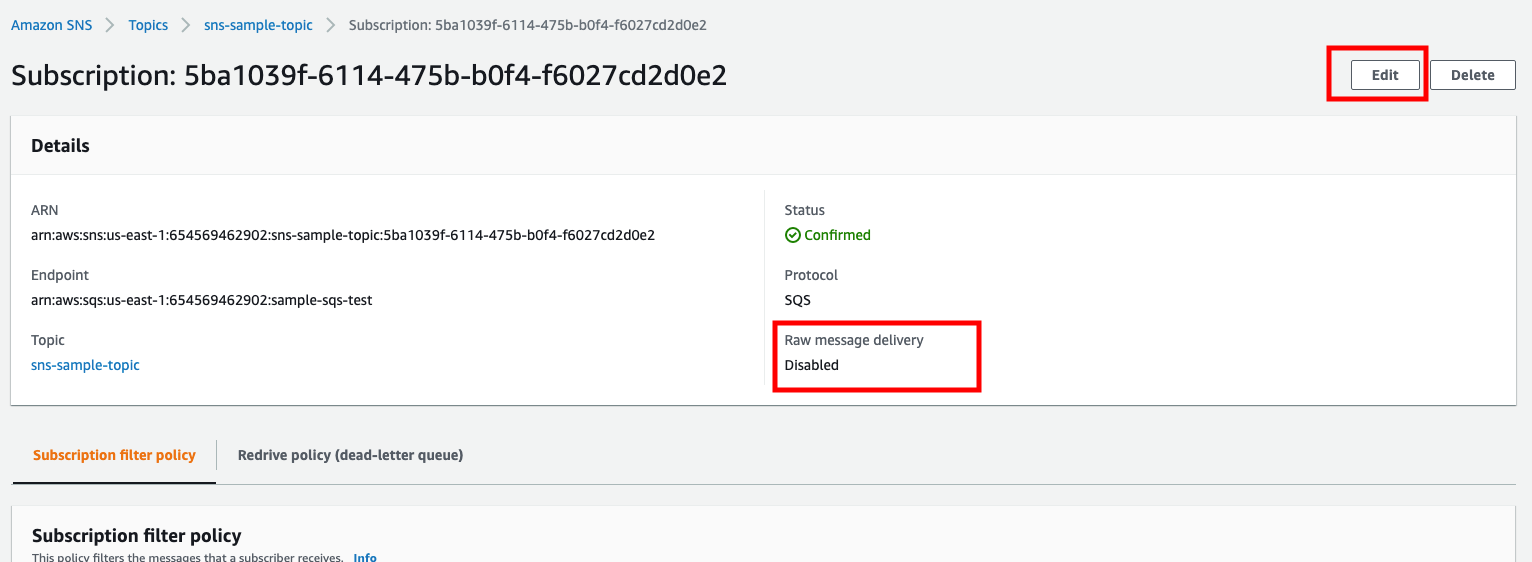 Amazon SNS > Topics > sns-sample-topic > Subscription: 5ba1039f-6114-475b-b0f4-f6027cd2d0e2
Subscription: 5ba1039f-6114-475b-b0f4-f6027cd2d0e2
Edit
Delete
Details
ARN
arn:aws:sns:us-east-1:654569462902:sns-sample-topic:5ba1039f-6114-475b-b0f4-f6027cd2d0e2
Endpoint
arn:aws:sqs:us-east-1:654569462902:sample-sqs-test
Topic
sns-sample-topic
Status
Confirmed
Protocol
SQS
Raw message delivery
Disabled
Subscription filter policy
Redrive policy (dead-letter queue)
Subscription filter policy
This policy filters the messages that a subscriber receives. Info